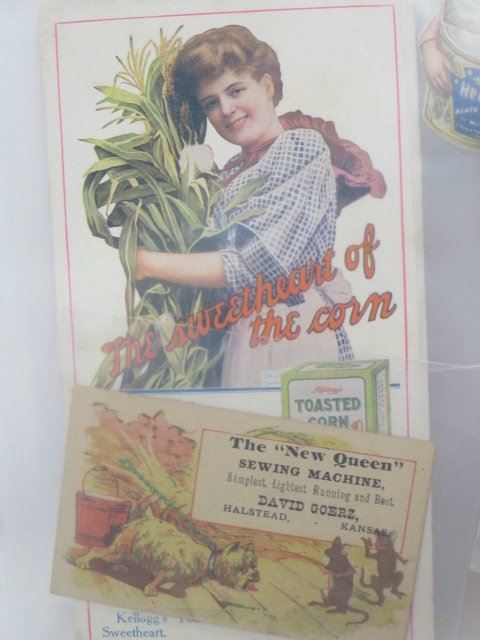 The sweetheart of
the corn
Kellogg's
TOASTED
CORN
The "New Queen"
SEWING MACHINE,
Simplest, Lightest Running and Best.
DAVID GOERZ,
HALSTEAD, KANSAS.
Kellogg's
Sweetheart.